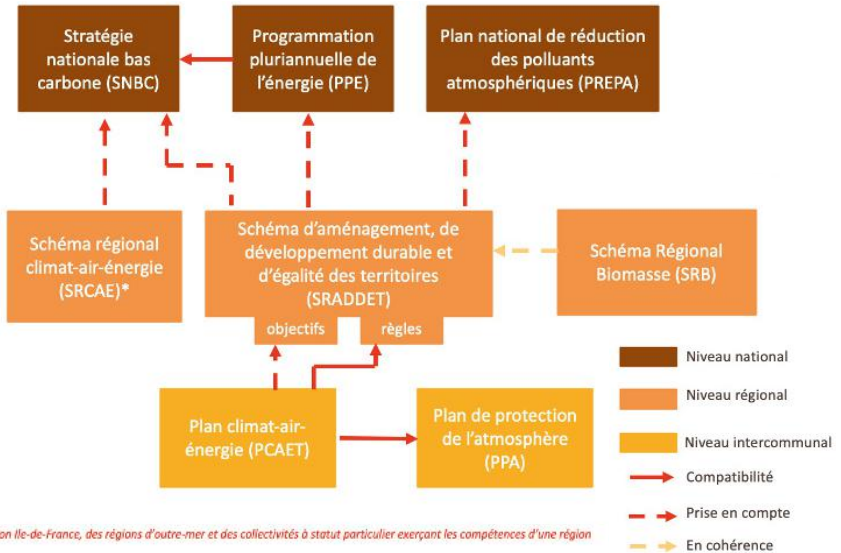 Stratégie
nationale bas
carbone (SNBC)
Programmation
pluriannuelle de
l'énergie (PPE)
Plan national de réduction
des polluants
atmosphériques (PREPA)
Schéma régional
climat-air-énergie
(SRCAE)*
Schéma d'aménagement, de
développement durable et
d'égalité des territoires
(SRADDET)
Schéma Régional
Biomasse (SRB)
objectifs
règles
Plan climat-air-
énergie (PCAET)
Plan de protection
de l'atmosphère
(PPA)
Niveau national
Niveau régional
Niveau intercommunal
Compatibilité
Prise en compte
En cohérence
on Ile-de-France, des régions d'outre-mer et des collectivités à statut particulier exerçant les compétences d'une région